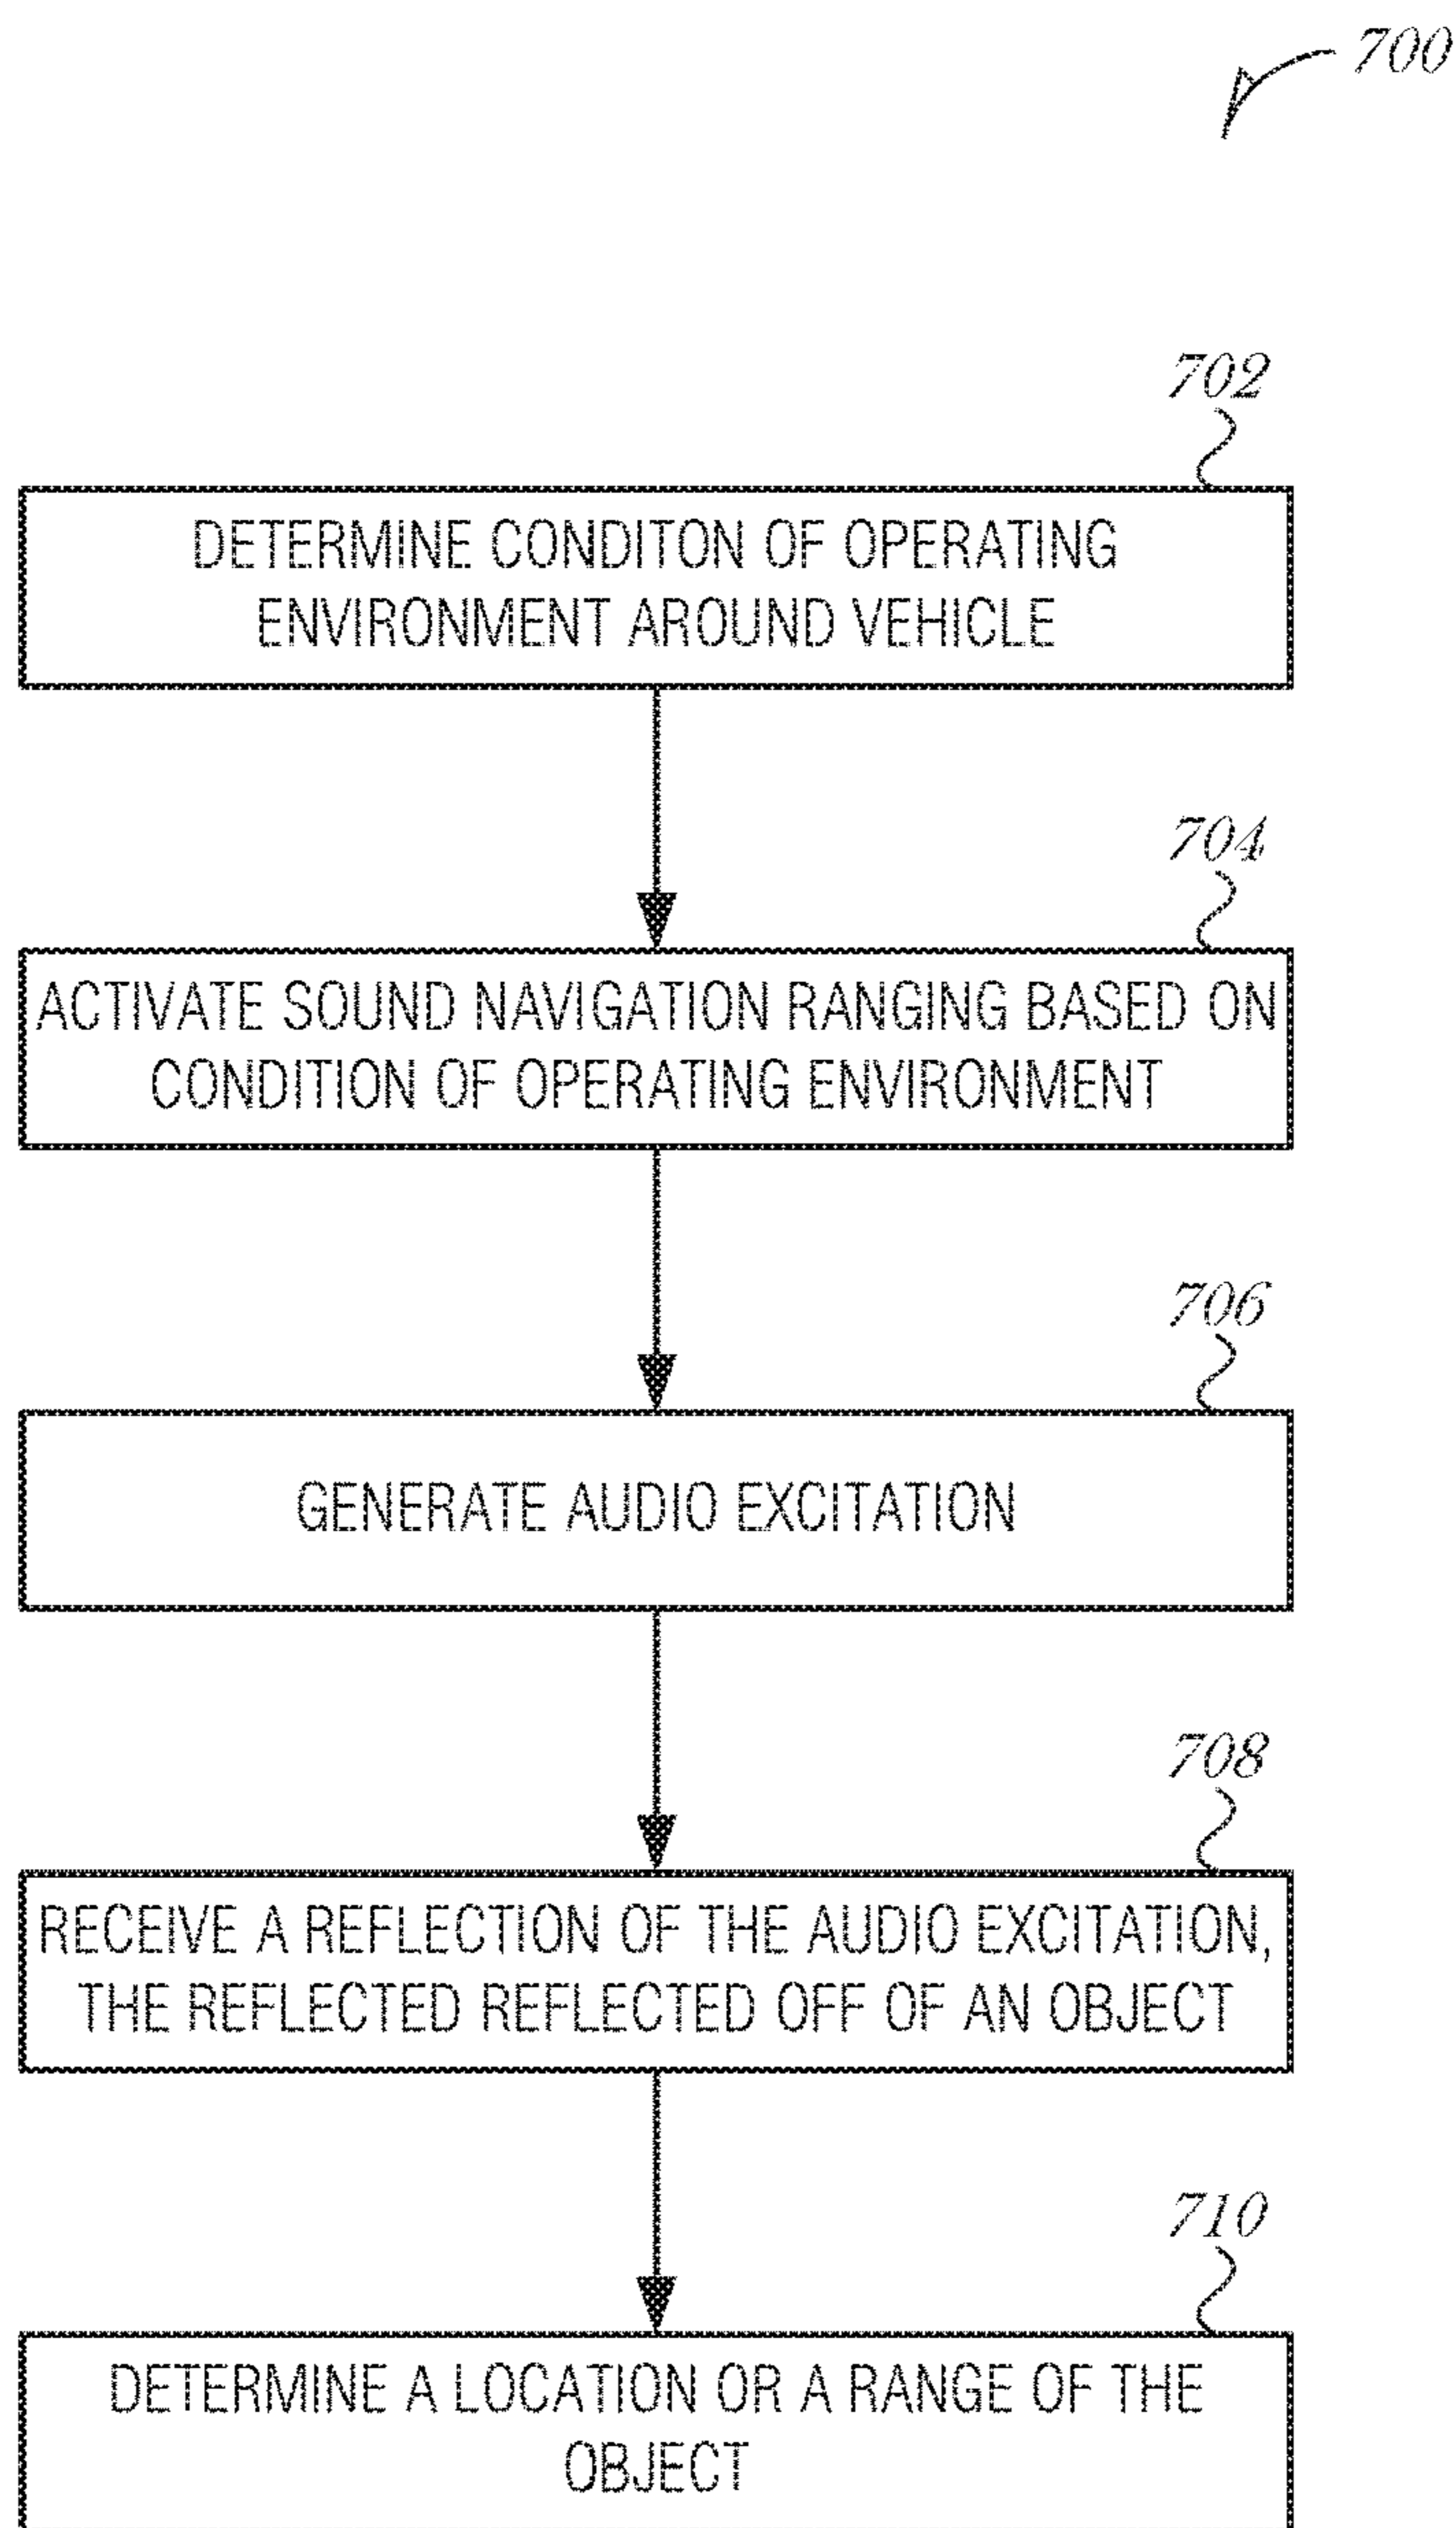 700
702
DETERMINE CONDITON OF OPERATING
ENVIRONMENT AROUND VEHICLE
704
ACTIVATE SOUND NAVIGATION RANGING BASED ON
CONDITION OF OPERATING ENVIRONMENT
706
GENERATE AUDIO EXCITATION
708
RECEIVE A REFLECTION OF THE AUDIO EXCITATION,
THE REFLECTED REFLECTED OFF OF AN OBJECT
710
DETERMINE A LOCATION OR A RANGE OF THE
OBJECT